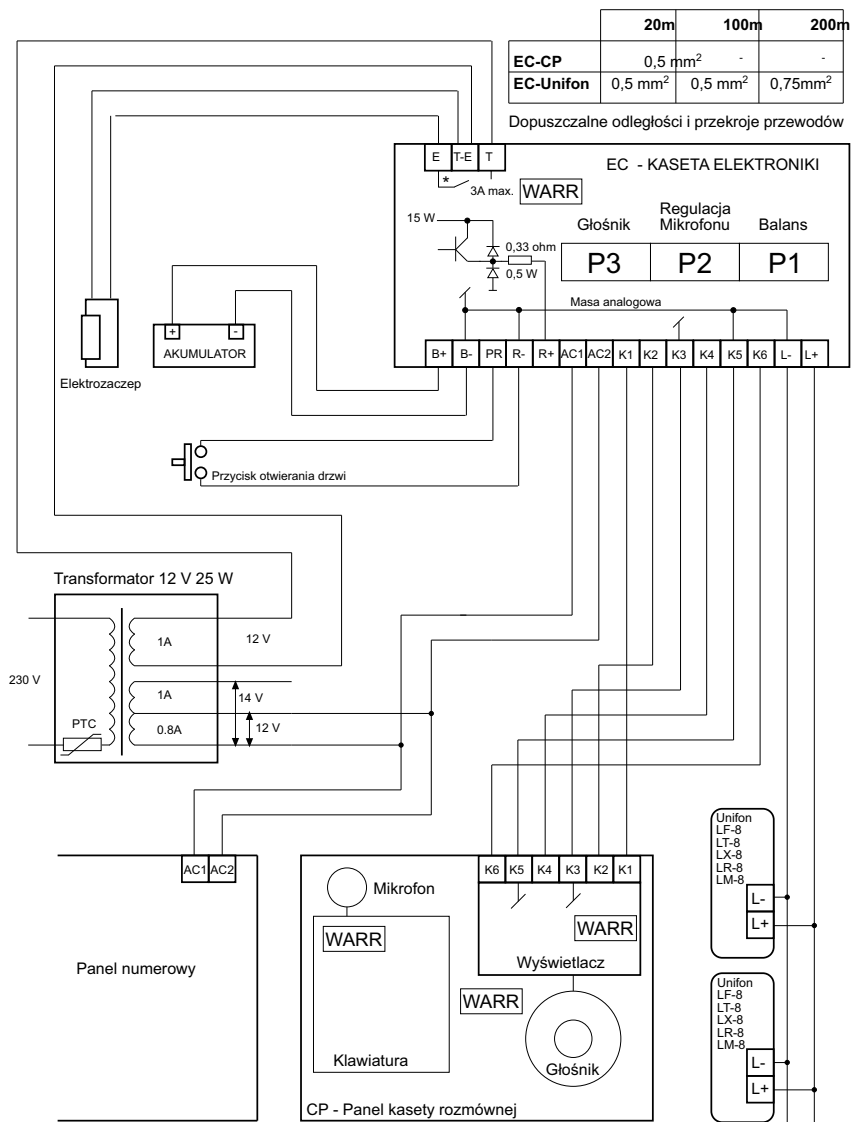 20m 100m 200m
EC-CP 0,5 mm² - -
EC-Unifon 0,5 mm² 0,5 mm² 0,75mm²
Dopuszczalne odległości i przekroje przewodów
E T-E T
EC - KASETA ELEKTRONIKI
*
3A max.
WARR
15 W
0,33 ohm
0,5 W
Głośnik
Regulacja
Mikrofonu
Balans
P3 P2 P1
Masa analogowa
B+ B- PR R- R+ AC1 AC2 K1 K2 K3 K4 K5 K6 L- L+
Elektrozaczep
+ -
AKUMULATOR
Przycisk otwierania drzwi
Transformator 12 V 25 W
230 V
PTC
1A
12 V
1A
14 V
0.8A
12 V
AC1 AC2
Panel numerowy
K6 K5 K4 K3 K2 K1
Mikrofon
WARR
WARR
Wyświetlacz
WARR
Klawiatura
Głośnik
CP - Panel kasety rozmównej
Unifon
LF-8
LT-8
LX-8
LR-8
LM-8
L-
L+
Unifon
LF-8
LT-8
LX-8
LR-8
LM-8
L-
L+